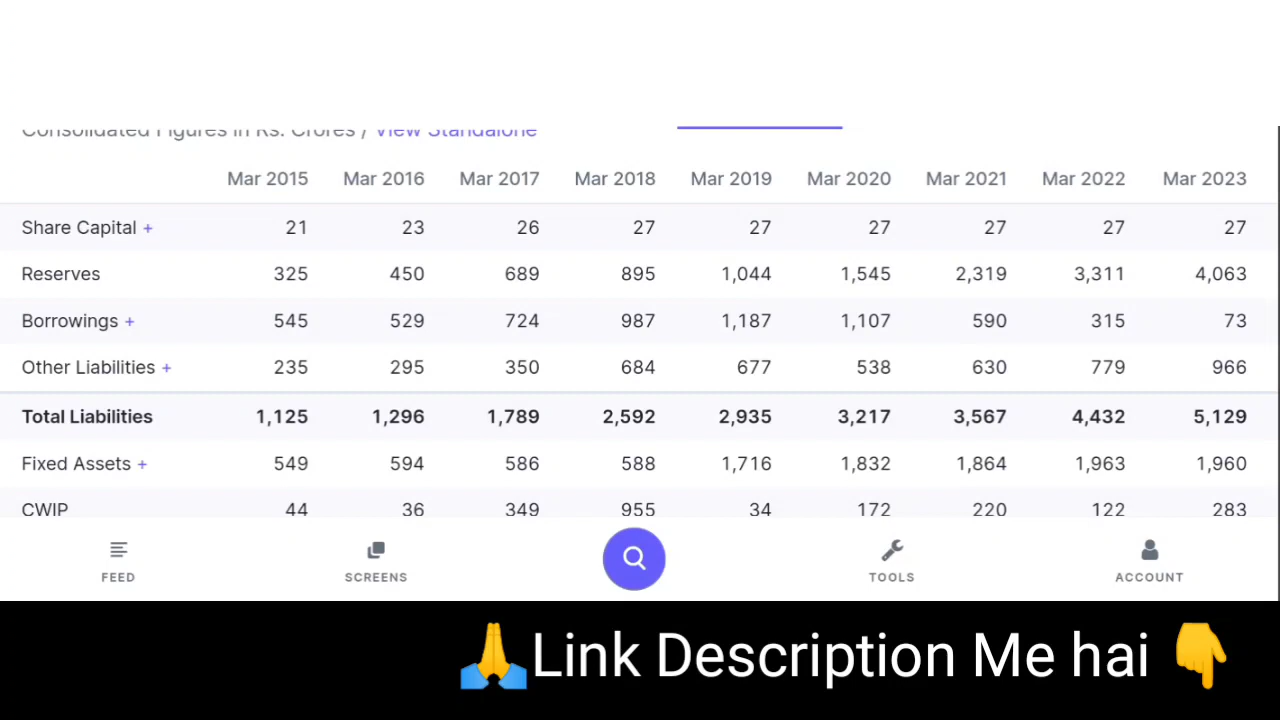 Consolidated Figures in Rs. Crores / View Standalone
Mar 2015 Mar 2016 Mar 2017 Mar 2018 Mar 2019 Mar 2020 Mar 2021 Mar 2022 Mar 2023
Share Capital + 21 23 26 27 27 27 27 27 27
Reserves 325 450 689 895 1,044 1,545 2,319 3,311 4,063
Borrowings + 545 529 724 987 1,187 1,107 590 315 73
Other Liabilities + 235 295 350 684 677 538 630 779 966
Total Liabilities 1,125 1,296 1,789 2,592 2,935 3,217 3,567 4,432 5,129
Fixed Assets + 549 594 586 588 1,716 1,832 1,864 1,963 1,960
CWIP 44 36 349 955 34 172 220 122 283
FEED SCREENS TOOLS ACCOUNT
🙏Link Description Me hai 👇